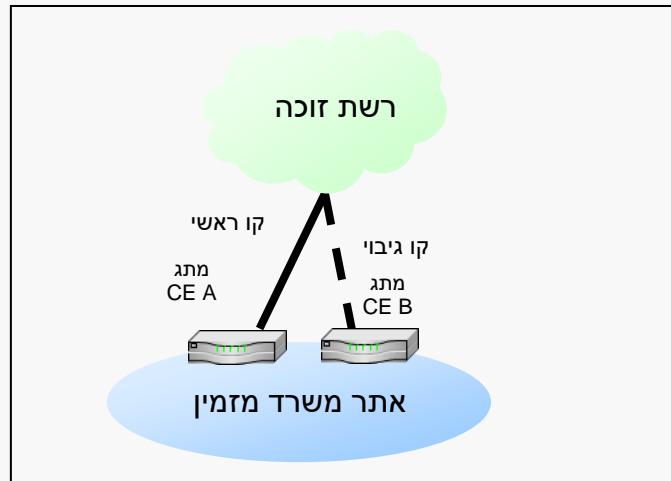 רשת זוכה
קו ראשי
קו גיבוי
מתג
CE A
מתג
CE B
אתר משרד מזמין